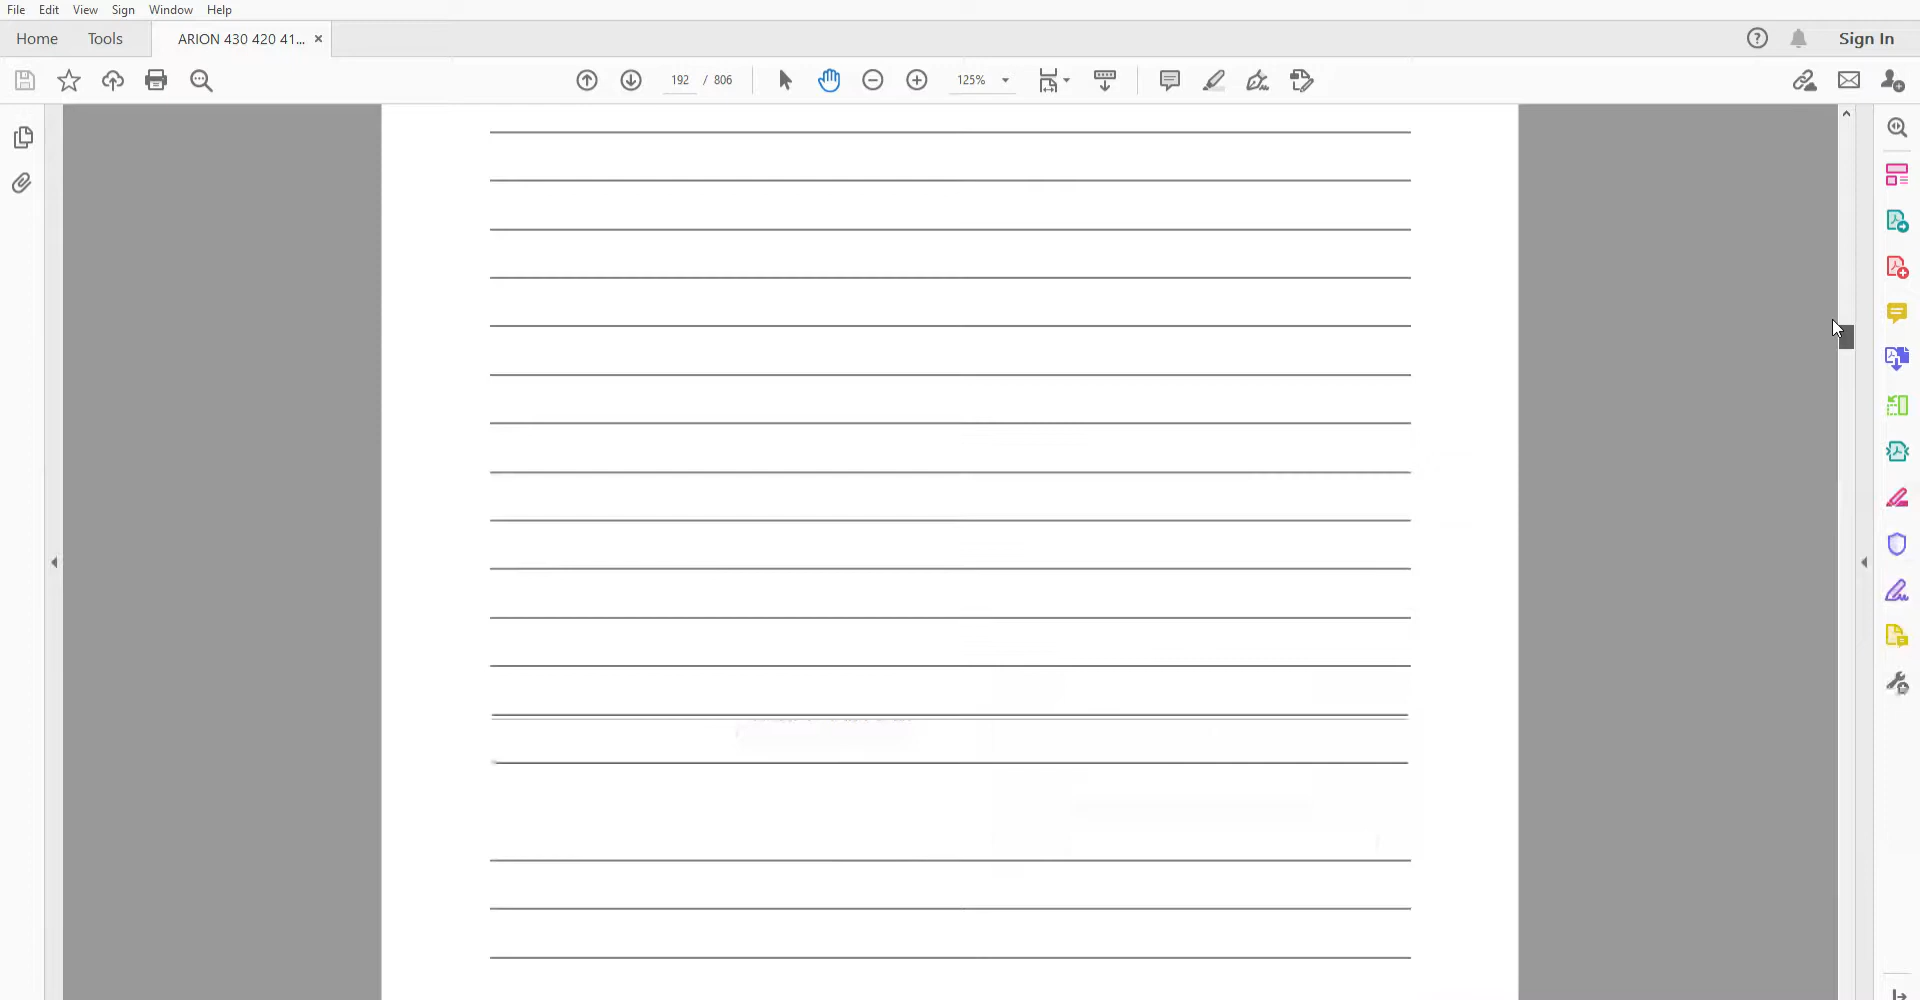 File Edit View Sign Window Help
Home Tools ARION 430 420 41... × Sign In
192 / 806 125%